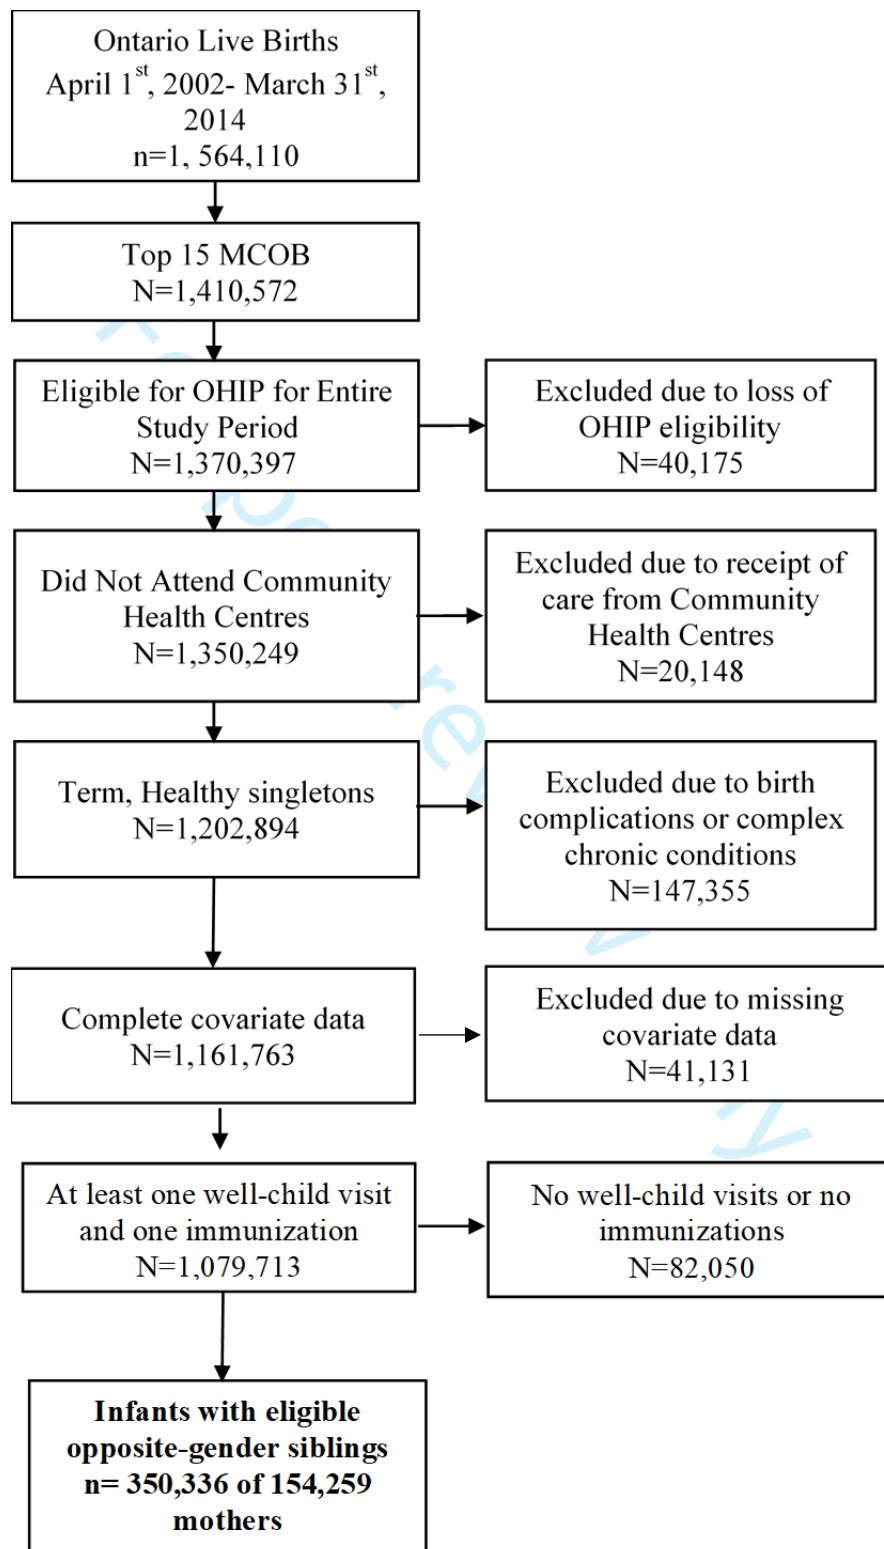 Ontario Live Births
April 1st, 2002- March 31st,
2014
n=1, 564,110
Top 15 MCOB
N=1,410,572
Eligible for OHIP for Entire
Study Period
N=1,370,397
Excluded due to loss of
OHIP eligibility
N=40,175
Did Not Attend Community
Health Centres
N=1,350,249
Excluded due to receipt of
care from Community
Health Centres
N=20,148
Term, Healthy singletons
N=1,202,894
Excluded due to birth
complications or complex
chronic conditions
N=147,355
Complete covariate data
N=1,161,763
Excluded due to missing
covariate data
N=41,131
At least one well-child visit
and one immunization
N=1,079,713
No well-child visits or no
immunizations
N=82,050
Infants with eligible
opposite-gender siblings
n= 350,336 of 154,259
mothers